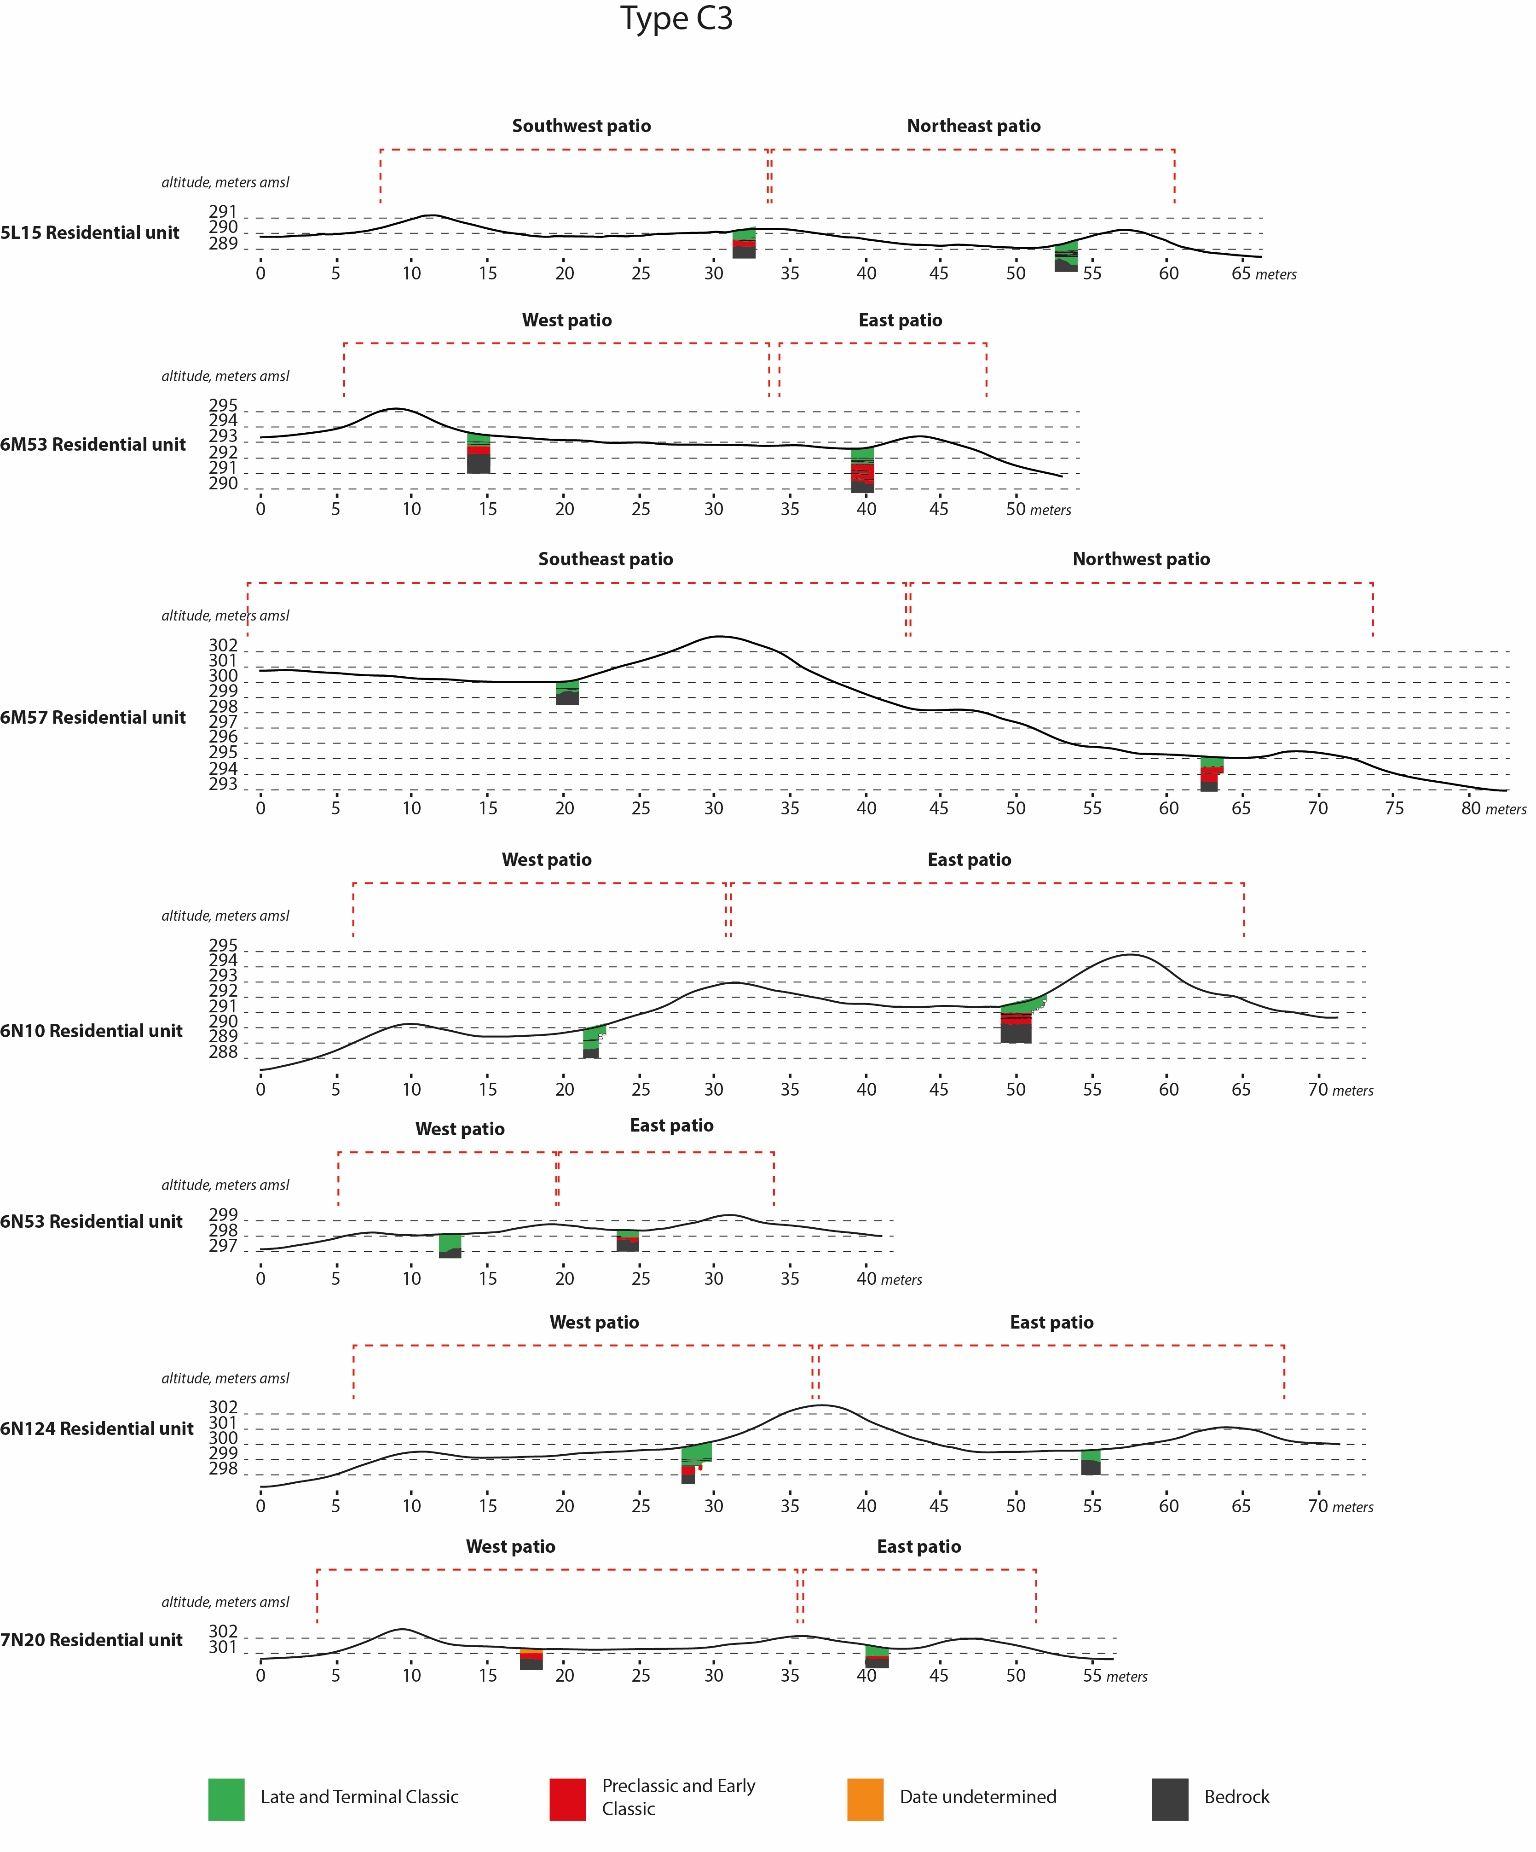 Type C3
Southwest patio Northeast patio
altitude, meters amsl
291
290
5L15 Residential unit
289
0 5 10 15 20 25 30 35 40 45 50 55 60 65 meters
West patio East patio
altitude, meters amsl
295
294
293
6M53 Residential unit
292
291
290
0 5 10 15 20 25 30 35 40 45 50 meters
Southeast patio Northwest patio
altitude, meters amsl
302
301
300
299
298
6M57 Residential unit
297
296
295
294
293
0 5 10 15 20 25 30 35 40 45 50 55 60 65 70 75 80 meters
West patio East patio
altitude, meters amsl
295
294
293
292
291
290
6N10 Residential unit
289
288
0 5 10 15 20 25 30 35 40 45 50 55 60 65 70 meters
West patio East patio
altitude, meters amsl
299
6N53 Residential unit
298
297
0 5 10 15 20 25 30 35 40 meters
West patio East patio
altitude, meters amsl
302
301
6N124 Residential unit
300
299
298
0 5 10 15 20 25 30 35 40 45 50 55 60 65 70 meters
West patio East patio
altitude, meters amsl
302
7N20 Residential unit
301
0 5 10 15 20 25 30 35 40 45 50 55 meters
Late and Terminal Classic
Preclassic and Early
Classic
Date undetermined
Bedrock